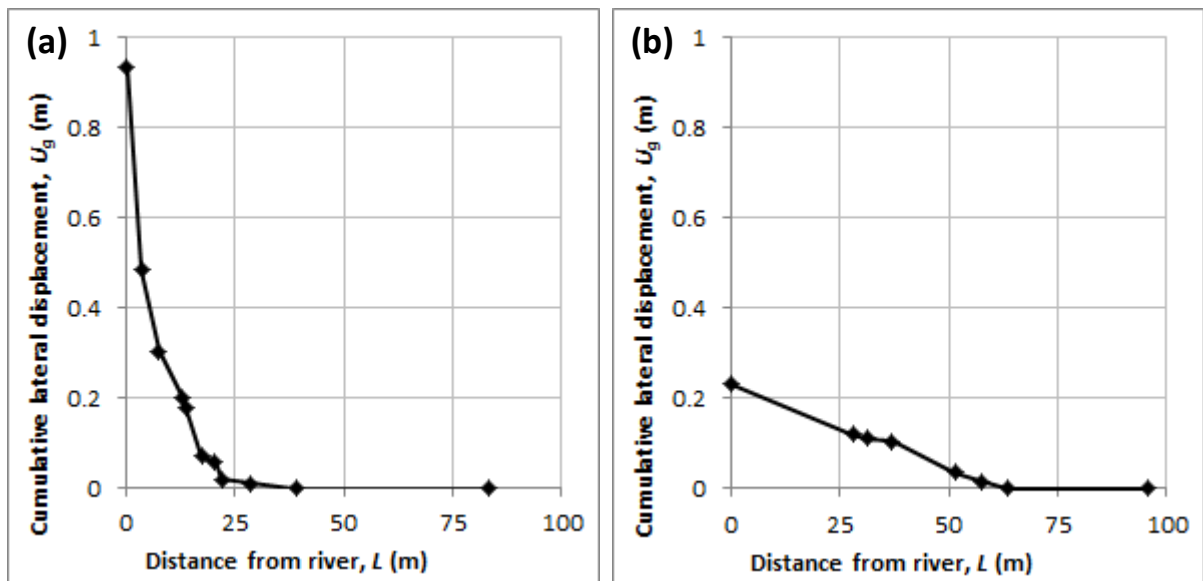 (a)
Cumulative lateral displacement, Ug (m)
1
0.8
0.6
0.4
0.2
0
0 25 50 75 100
Distance from river, L (m)
(b)
Cumulative lateral displacement, Ug (m)
1
0.8
0.6
0.4
0.2
0
0 25 50 75 100
Distance from river, L (m)